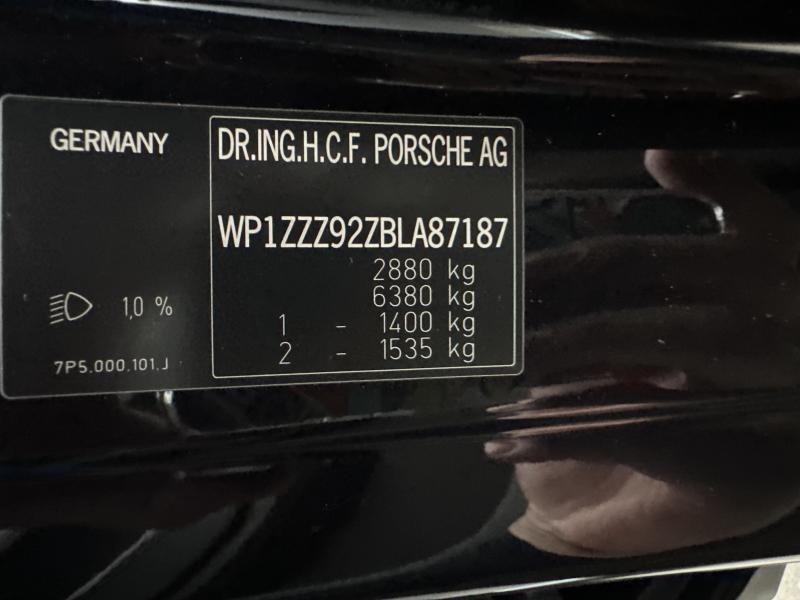 GERMANY
DR.ING.H.C.F. PORSCHE AG
WP1ZZZ92ZBLA87187
2880 kg
6380 kg
1 - 1400 kg
2 - 1535 kg
1,0 %
7P5.000.101.J